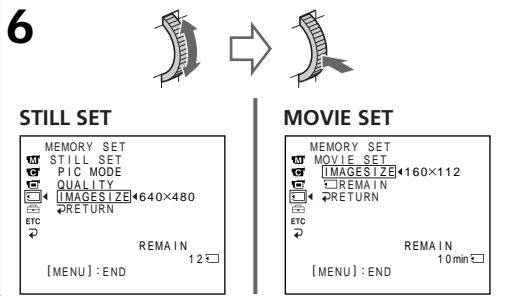 6
STILL SET
MEMORY SET
STILL SET
PIC MODE
QUALITY
IMAGESIZE 640×480
RETURN
ETC
REMAIN
12
[MENU]:END
MOVIE SET
MEMORY SET
MOVIE SET
IMAGESIZE 160×112
REMAIN
RETURN
ETC
REMAIN
10min
[MENU]:END